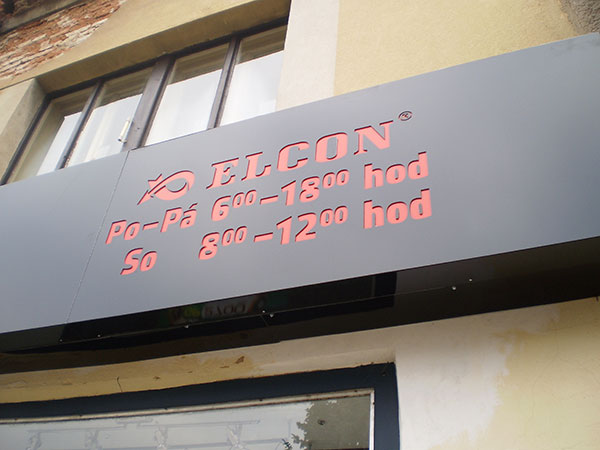 ELCON®
Po-Pá 6⁰⁰-18⁰⁰ hod
So 8⁰⁰-12⁰⁰ hod